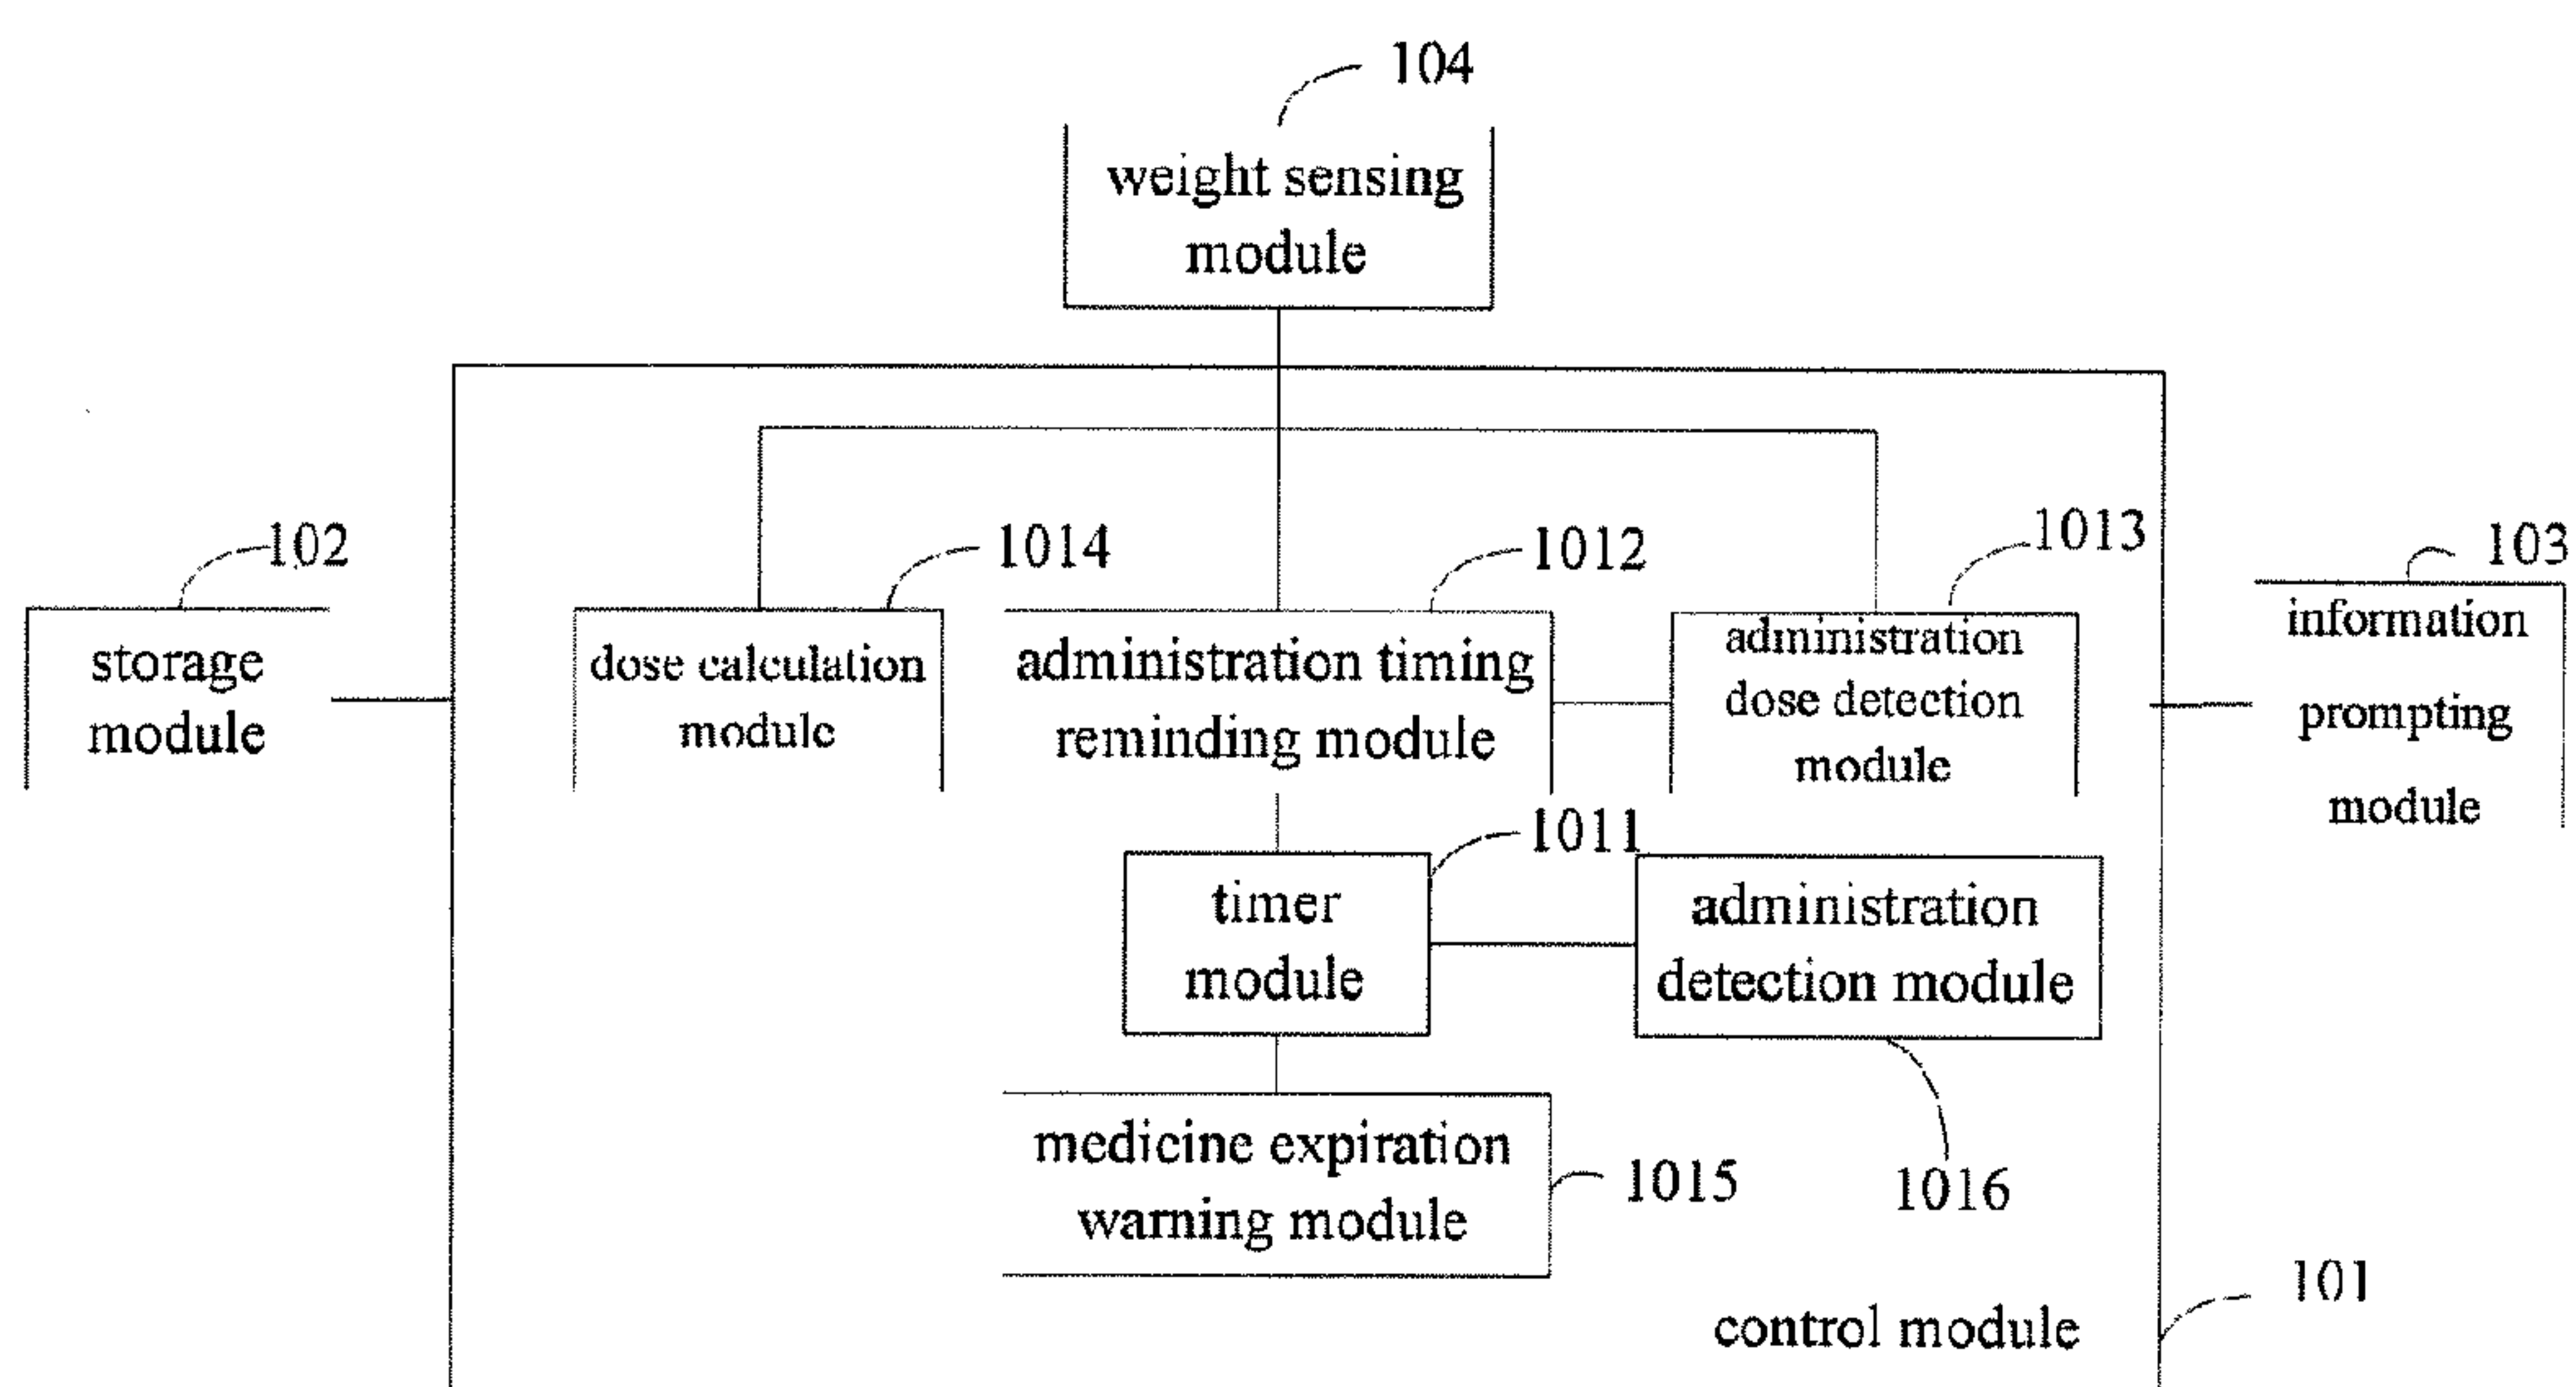 104
weight sensing
module
102
1014
1012
1013
103
storage
module
dose calculation
module
administration timing
reminding module
administration
dose detection
module
information
prompting
module
1011
timer
module
administration
detection module
medicine expiration
warning module
1015
1016
101
control module